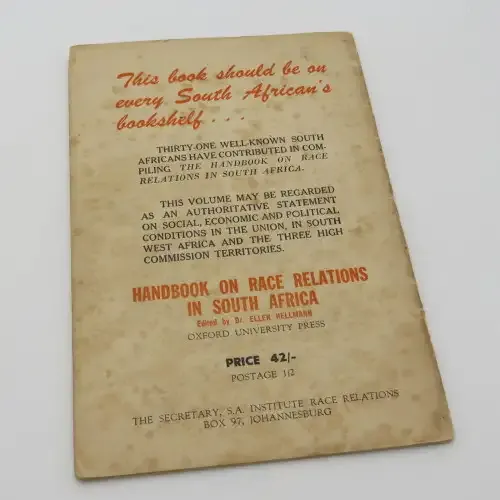 This book should be on
every South African's
bookshelf . . .
THIRTY-ONE WELL-KNOWN SOUTH
AFRICANS HAVE CONTRIBUTED IN COM-
PILING THE HANDBOOK ON RACE
RELATIONS IN SOUTH AFRICA.
THIS VOLUME MAY BE REGARDED
AS AN AUTHORITATIVE STATEMENT
ON SOCIAL, ECONOMIC AND POLITICAL
CONDITIONS IN THE UNION, IN SOUTH
WEST AFRICA AND THE THREE HIGH
COMMISSION TERRITORIES.
HANDBOOK ON RACE RELATIONS
IN SOUTH AFRICA
Edited by Dr. ELLEN HELLMANN
OXFORD UNIVERSITY PRESS
PRICE 42/-
POSTAGE 1/2
THE SECRETARY, S.A. INSTITUTE RACE RELATIONS
BOX 97, JOHANNESBURG